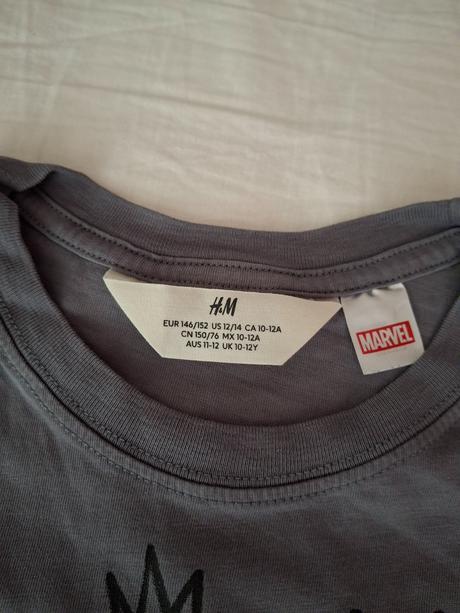 H&M
EUR 146/152 US 12/14 CA 10-12A
CN 150/76 MX 10-12A
AUS 11-12 UK 10-12Y
MARVEL